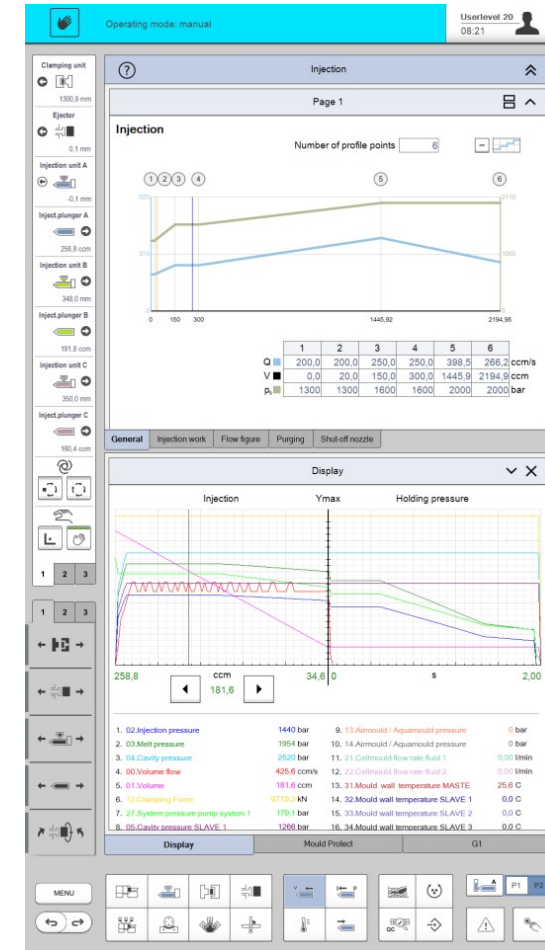 Operating mode: manual
Userlevel 20
08:21
Clamping unit
1300,9 mm
Ejector
0,1 mm
Injection unit A
-0,1 mm
Inject.plunger A
258,8 ccm
Injection unit B
348,0 mm
Inject.plunger B
191,8 ccm
Injection unit C
350,0 mm
Inject.plunger C
160,4 ccm
1 2 3
1 2 3
? Injection
Page 1
Injection
Number of profile points 6
1 2 3 4 5 6
0 150 300 1445,92 2194,95
1 2 3 4 5 6
Q 200,0 200,0 250,0 250,0 398,5 266,2 ccm/s
V 0,0 20,0 150,0 300,0 1445,9 2194,9 ccm
p 1300 1300 1600 1600 2000 2000 bar
General Injection work Flow figure Purging Shut-off nozzle
Display
Injection Ymax Holding pressure
258,8 ccm 34,6 0 s 2,00
181,6
1. 02.Injection pressure 1440 bar 9. 13.Airmould / Aquamould pressure 0 bar
2. 03.Melt pressure 1954 bar 10. 14.Airmould / Aquamould pressure 0 bar
3. 04.Cavity pressure 2520 bar 11. 21.Cellmould flow rate fluid 1 0,00 l/min
4. 00.Volume flow 425,6 ccm/s 12. 22.Cellmould flow rate fluid 2 0,00 l/min
5. 01.Volume 181,6 ccm 13. 31.Mould wall temperature MASTE 25,6 C
6. 12.Clamping Force kN 14. 32.Mould wall temperature SLAVE 1 0,0 C
7. 27.System pressure pump system 1 179,1 bar 15. 33.Mould wall temperature SLAVE 2 0,0 C
8. 05.Cavity pressure SLAVE 1 1266 bar 16. 34.Mould wall temperature SLAVE 3 0,0 C
Display Mould Protect G1
MENU
A P1 P2
QC